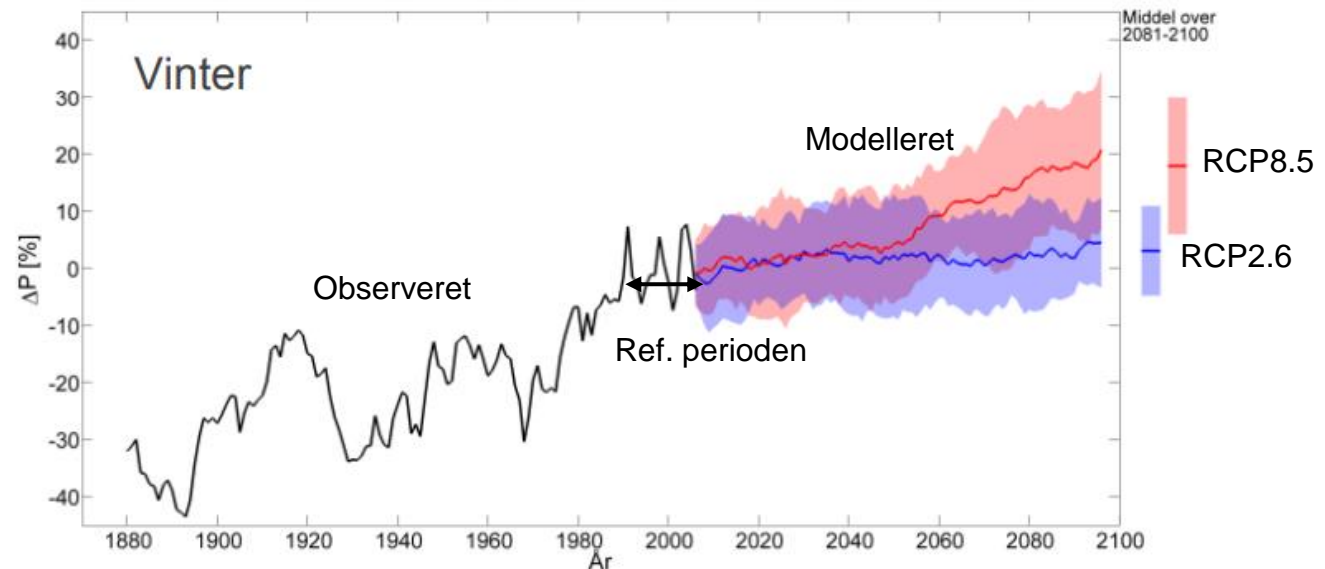 Vinter
Middel over
2081-2100
Modelleret
RCP8.5
RCP2.6
Observeret
Ref. perioden
ΔP [%]
40
30
20
10
0
-10
-20
-30
-40
1880 1900 1920 1940 1960 1980 2000 2020 2040 2060 2080 2100
År